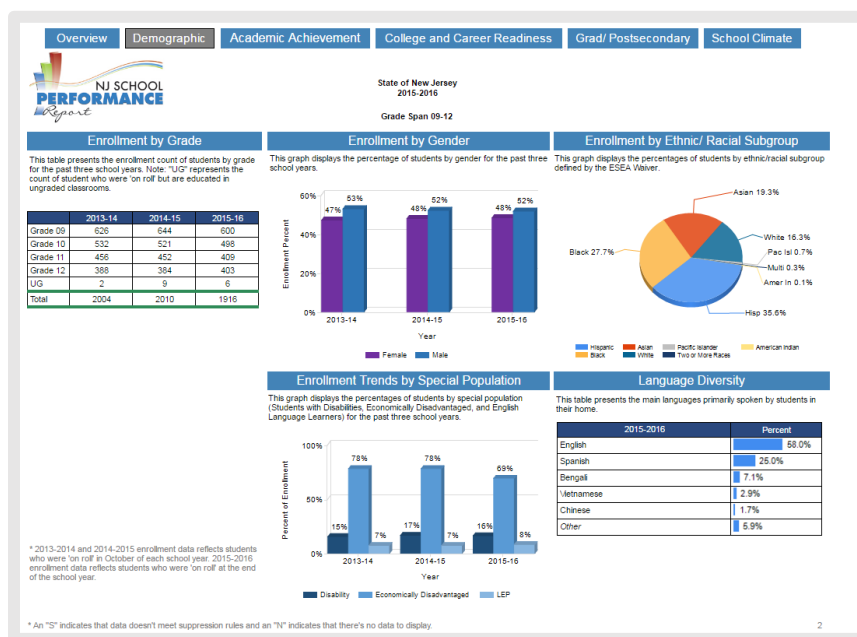 Overview
Demographic
Academic Achievement
College and Career Readiness
Grad/ Postsecondary
School Climate
NJ SCHOOL
PERFORMANCE
Report
State of New Jersey
2015-2016
Grade Span 09-12
Enrollment by Grade
This table presents the enrollment count of students by grade
for the past three school years. Note: "UG" represents the
count of student who were 'on roll' but are educated in
ungraded classrooms.
2013-14 2014-15 2015-16
Grade 09 626 644 600
Grade 10 532 521 498
Grade 11 456 452 409
Grade 12 388 384 403
UG 2 9 6
Total 2004 2010 1916
Enrollment by Gender
This graph displays the percentage of students by gender for the past three
school years.
Enrollment Percent
60%
40%
20%
0%
47% 53% 48% 52% 48% 52%
2013-14 2014-15 2015-16
Year
Female Male
Enrollment by Ethnic/ Racial Subgroup
This graph displays the percentages of students by ethnic/racial subgroup
defined by the ESEA Waiver.
Asian 19.3%
White 16.3%
Pac Isl 0.7%
Multi 0.3%
Amer In 0.1%
Hisp 35.6%
Black 27.7%
Hispanic Asian Pacific Islander American Indian
Black White Two or More Races
Enrollment Trends by Special Population
This graph displays the percentages of students by special population
(Students with Disabilities, Economically Disadvantaged, and English
Language Learners) for the past three school years.
Percent of Enrollment
100%
50%
0%
15% 78% 7% 17% 78% 7% 16% 69% 8%
2013-14 2014-15 2015-16
Year
Disability Economically Disadvantaged LEP
Language Diversity
This table presents the main languages primarily spoken by students in
their home.
2015-2016 Percent
English 58.0%
Spanish 25.0%
Bengali 7.1%
Vietnamese 2.9%
Chinese 1.7%
Other 5.9%
* 2013-2014 and 2014-2015 enrollment data reflects students
who were 'on roll' in October of each school year. 2015-2016
enrollment data reflects students who were 'on roll' at the end
of the school year.
* An "S" indicates that data doesn't meet suppression rules and an "N" indicates that there's no data to display.
2